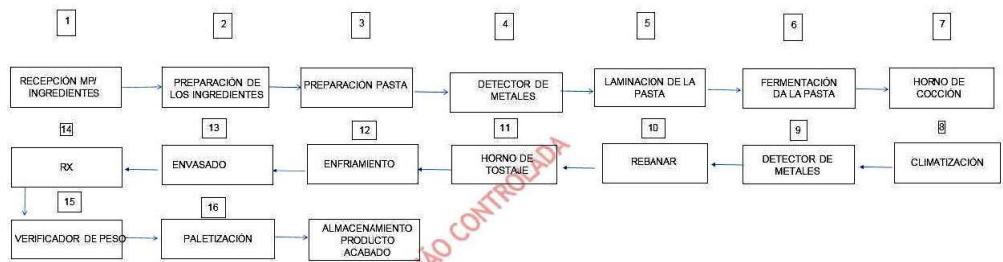 1
2
3
4
5
6
7
RECEPCIÓN MP/
INGREDIENTES
PREPARACIÓN DE
LOS INGREDIENTES
PREPARACIÓN PASTA
DETECTOR DE
METALES
LAMINACION DE LA
PASTA
FERMENTACIÓN
DA LA PASTA
HORNO DE
COCCIÓN
14
13
12
11
10
9
8
RX
ENVASADO
ENFRIAMIENTO
HORNO DE
TOSTAJE
REBANAR
DETECTOR DE
METALES
CLIMATIZACIÓN
15
16
VERIFICADOR DE PESO
PALETIZACIÓN
ALMACENAMIENTO
PRODUCTO
ACABADO
NÃO CONTROLADA